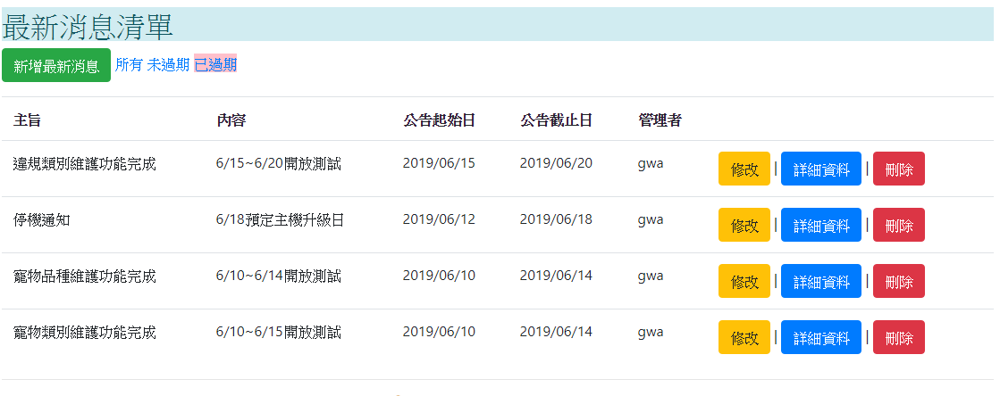 最新消息清單
新增最新消息 所有 未過期 已過期
主旨 內容 公告起始日 公告截止日 管理者
違規類別維護功能完成 6/15~6/20開放測試 2019/06/15 2019/06/20 gwa 修改 | 詳細資料 | 刪除
停機通知 6/18預定主機升級日 2019/06/12 2019/06/18 gwa 修改 | 詳細資料 | 刪除
寵物品種維護功能完成 6/10~6/14開放測試 2019/06/10 2019/06/14 gwa 修改 | 詳細資料 | 刪除
寵物類別維護功能完成 6/10~6/15開放測試 2019/06/10 2019/06/14 gwa 修改 | 詳細資料 | 刪除